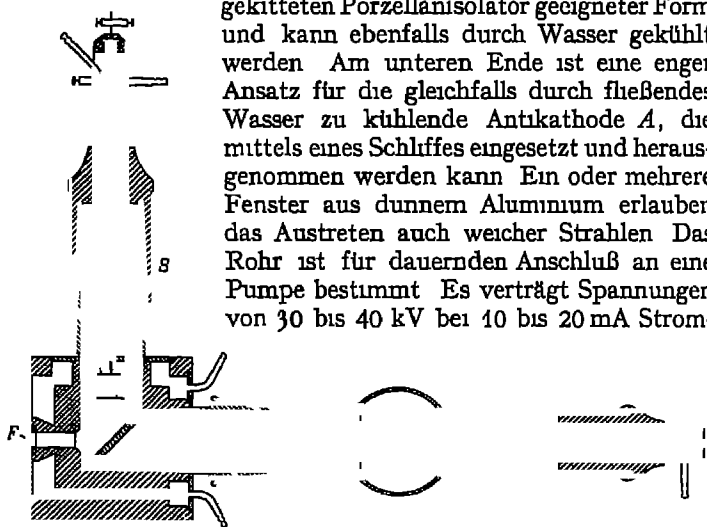 gekitteten Porzellanisolator geeigneter Form
und kann ebenfalls durch Wasser gekühlt
werden Am unteren Ende ist eine enger
Ansatz für die gleichfalls durch fließendes
Wasser zu kühlende Antikathode A, die
mittels eines Schliffes eingesetzt und heraus-
genommen werden kann Ein oder mehrere
Fenster aus dunnem Aluminium erlauben
das Austreten auch weicher Strahlen Das
Rohr ist für dauernden Anschluß an eine
Pumpe bestimmt Es verträgt Spannungen
von 30 bis 40 kV bei 10 bis 20 mA Strom-
B
F